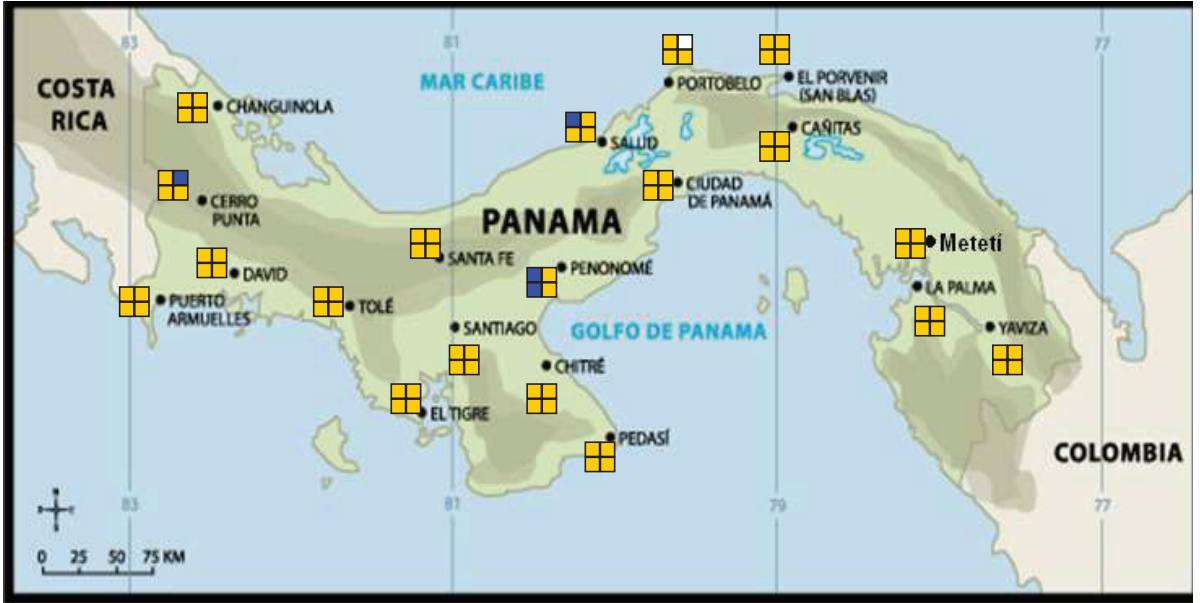 83
81
77
COSTA
RICA
MAR CARIBE
PORTOBELO
EL PORVENIR
(SAN BLAS)
CHANGUINOLA
SALUD
CAÑITAS
CERRO
PUNTA
CIUDAD
DE PANAMÁ
PANAMA
Metetí
SANTA FE
PENONOMÉ
DAVID
LA PALMA
PUERTO
ARMUELLES
TOLÉ
SANTIAGO
GOLFO DE PANAMA
YAVIZA
CHITRÉ
EL TIGRE
PEDASÍ
COLOMBIA
83
81
79
77
0 25 50 75 KM